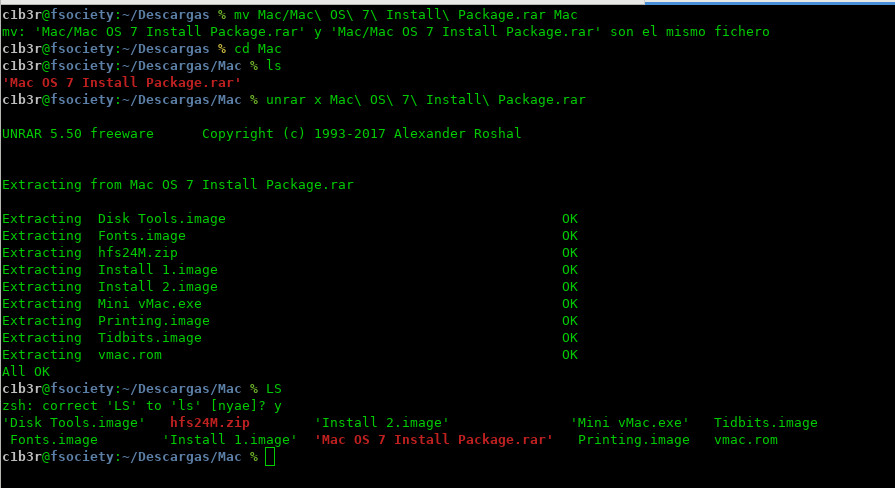 c1b3r@fsociety:~/Descargas % mv Mac/Mac\ OS\ 7\ Install\ Package.rar Mac
mv: 'Mac/Mac OS 7 Install Package.rar' y 'Mac/Mac OS 7 Install Package.rar' son el mismo fichero
c1b3r@fsociety:~/Descargas % cd Mac
c1b3r@fsociety:~/Descargas/Mac % ls
'Mac OS 7 Install Package.rar'
c1b3r@fsociety:~/Descargas/Mac % unrar x Mac\ OS\ 7\ Install\ Package.rar
UNRAR 5.50 freeware      Copyright (c) 1993-2017 Alexander Roshal
Extracting from Mac OS 7 Install Package.rar
Extracting  Disk Tools.image                                          OK
Extracting  Fonts.image                                               OK
Extracting  hfs24M.zip                                                OK
Extracting  Install 1.image                                           OK
Extracting  Install 2.image                                           OK
Extracting  Mini vMac.exe                                             OK
Extracting  Printing.image                                            OK
Extracting  Tidbits.image                                             OK
Extracting  vmac.rom                                                  OK
All OK
c1b3r@fsociety:~/Descargas/Mac % LS
zsh: correct 'LS' to 'ls' [nyae]? y
'Disk Tools.image'   hfs24M.zip        'Install 2.image'               'Mini vMac.exe'   Tidbits.image
 Fonts.image        'Install 1.image'  'Mac OS 7 Install Package.rar'   Printing.image   vmac.rom
c1b3r@fsociety:~/Descargas/Mac %